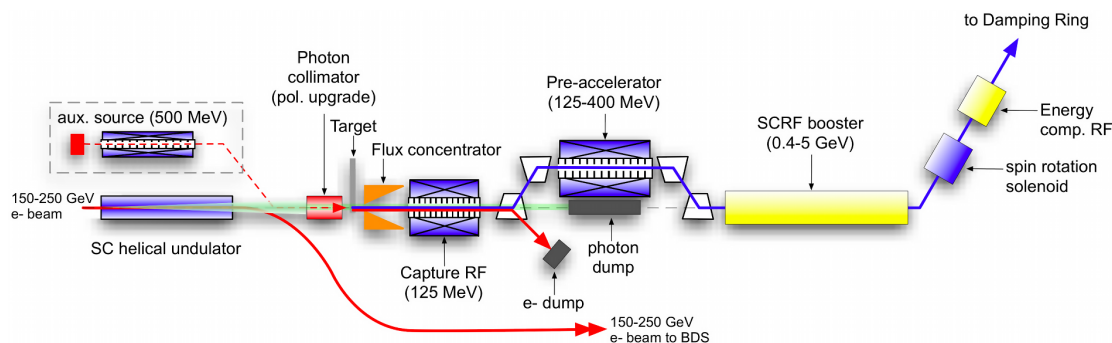 to Damping Ring
Photon
collimator
(pol. upgrade)
Pre-accelerator
(125-400 MeV)
aux. source (500 MeV)
Target
Energy
comp. RF
SCRF booster
(0.4-5 GeV)
Flux concentrator
spin rotation
solenoid
150-250 GeV
e- beam
SC helical undulator
photon
dump
Capture RF
(125 MeV)
e- dump
150-250 GeV
e- beam to BDS